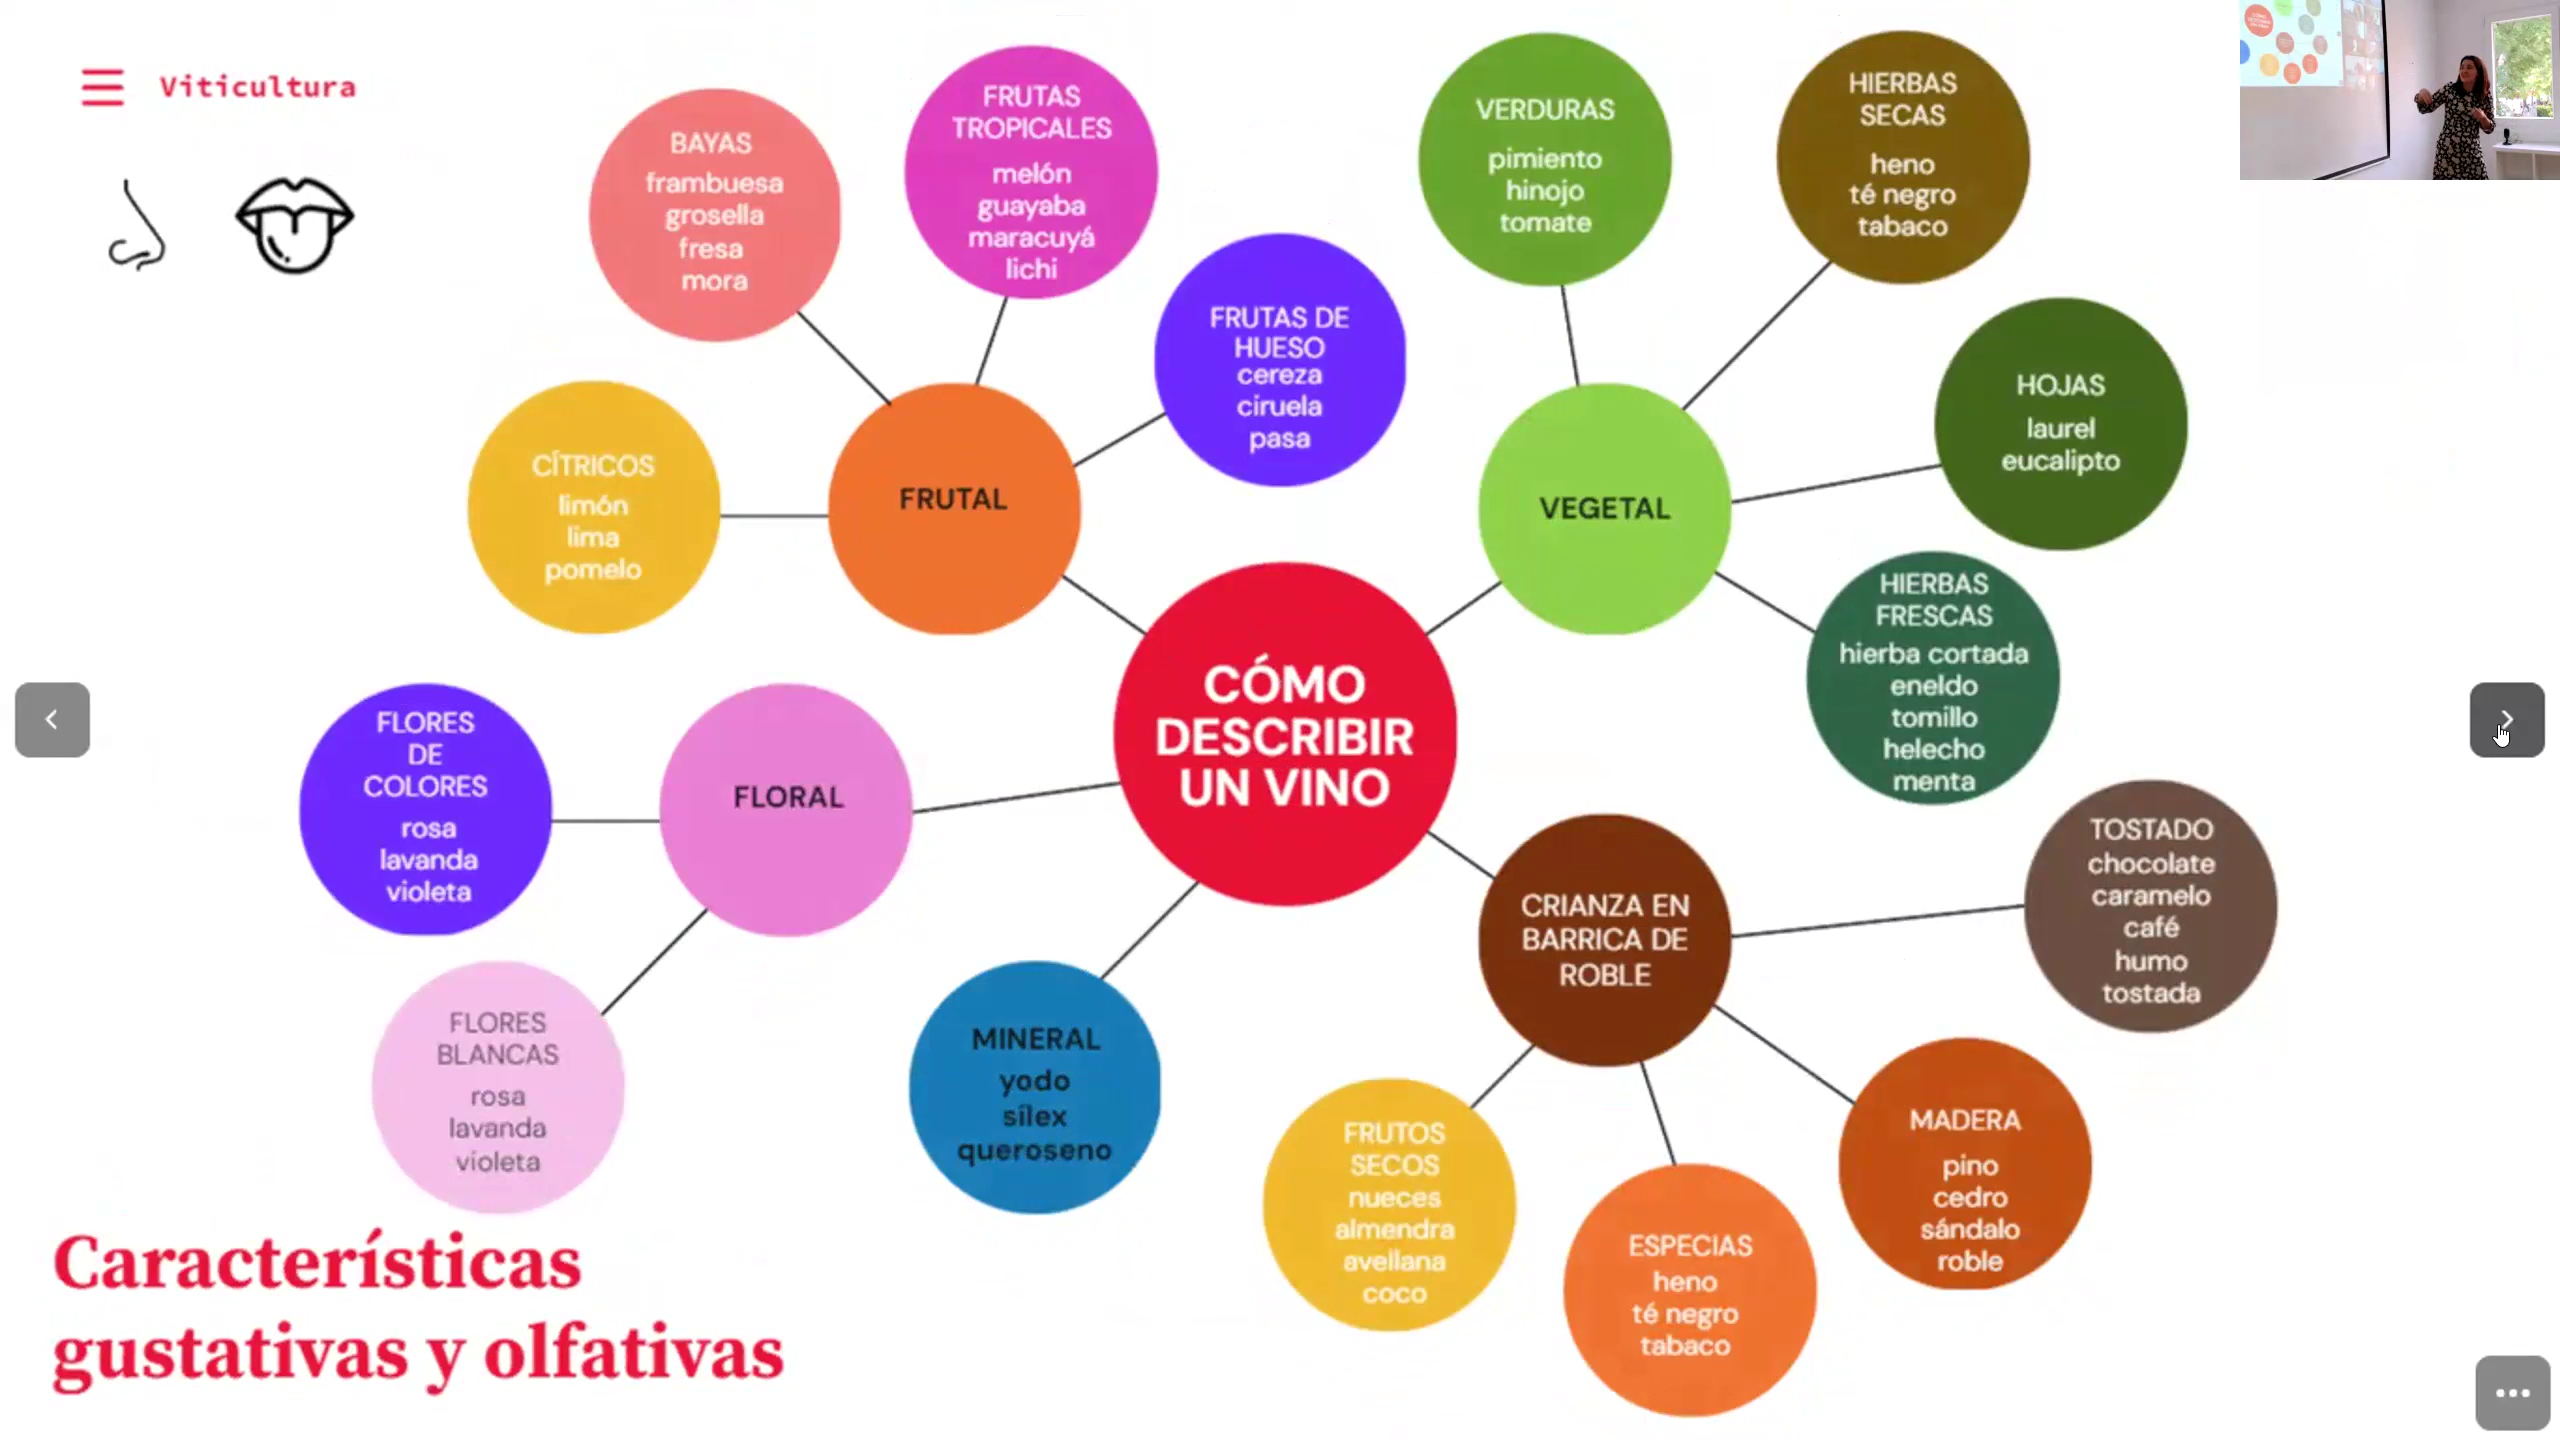 Viticultura
BAYAS
frambuesa
grosella
fresa
mora
FRUTAS
TROPICALES
melón
guayaba
maracuyá
lichi
FRUTAS DE
HUESO
cereza
ciruela
pasa
CÍTRICOS
limón
lima
pomelo
FRUTAL
VERDURAS
pimiento
hinojo
tomate
HIERBAS
SECAS
heno
té negro
tabaco
HOJAS
laurel
eucalipto
VEGETAL
HIERBAS
FRESCAS
hierba cortada
eneldo
tomillo
helecho
menta
CÓMO
DESCRIBIR
UN VINO
FLORES
DE
COLORES
rosa
lavanda
violeta
FLORAL
FLORES
BLANCAS
rosa
lavanda
violeta
MINERAL
yodo
sílex
queroseno
CRIANZA EN
BARRICA DE
ROBLE
TOSTADO
chocolate
caramelo
café
humo
tostada
MADERA
pino
cedro
sándalo
roble
FRUTOS
SECOS
nueces
almendra
avellana
coco
ESPECIAS
heno
té negro
tabaco
Características
gustativas y olfativas